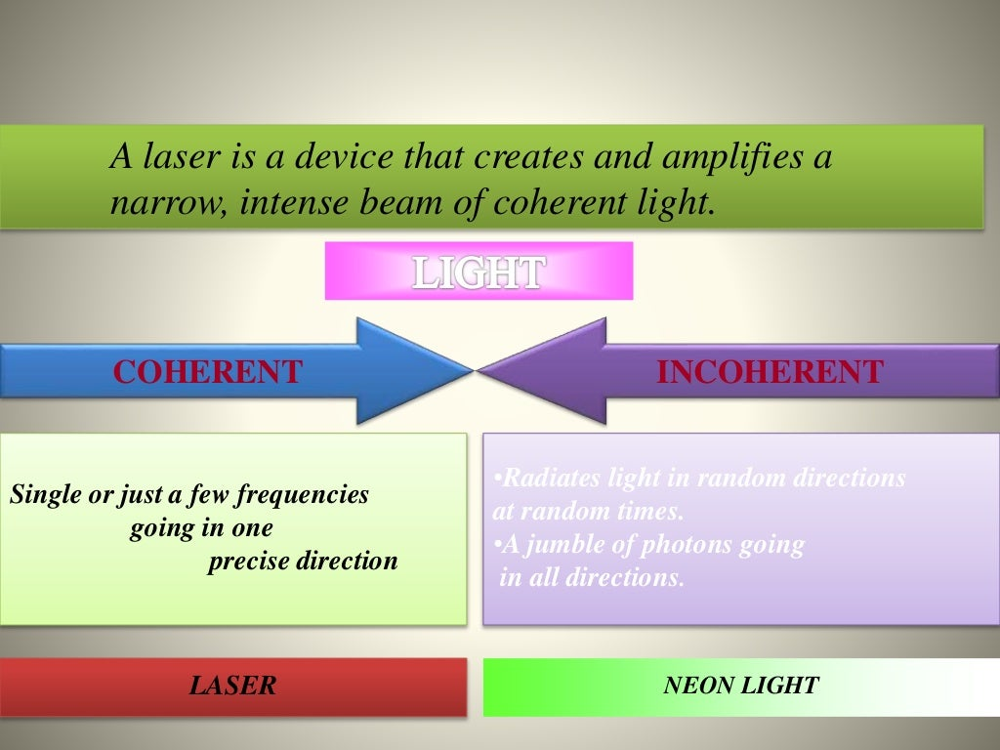 A laser is a device that creates and amplifies a
narrow, intense beam of coherent light.
LIGHT
COHERENT
INCOHERENT
Single or just a few frequencies
going in one
precise direction
•Radiates light in random directions
at random times.
•A jumble of photons going
in all directions.
LASER
NEON LIGHT